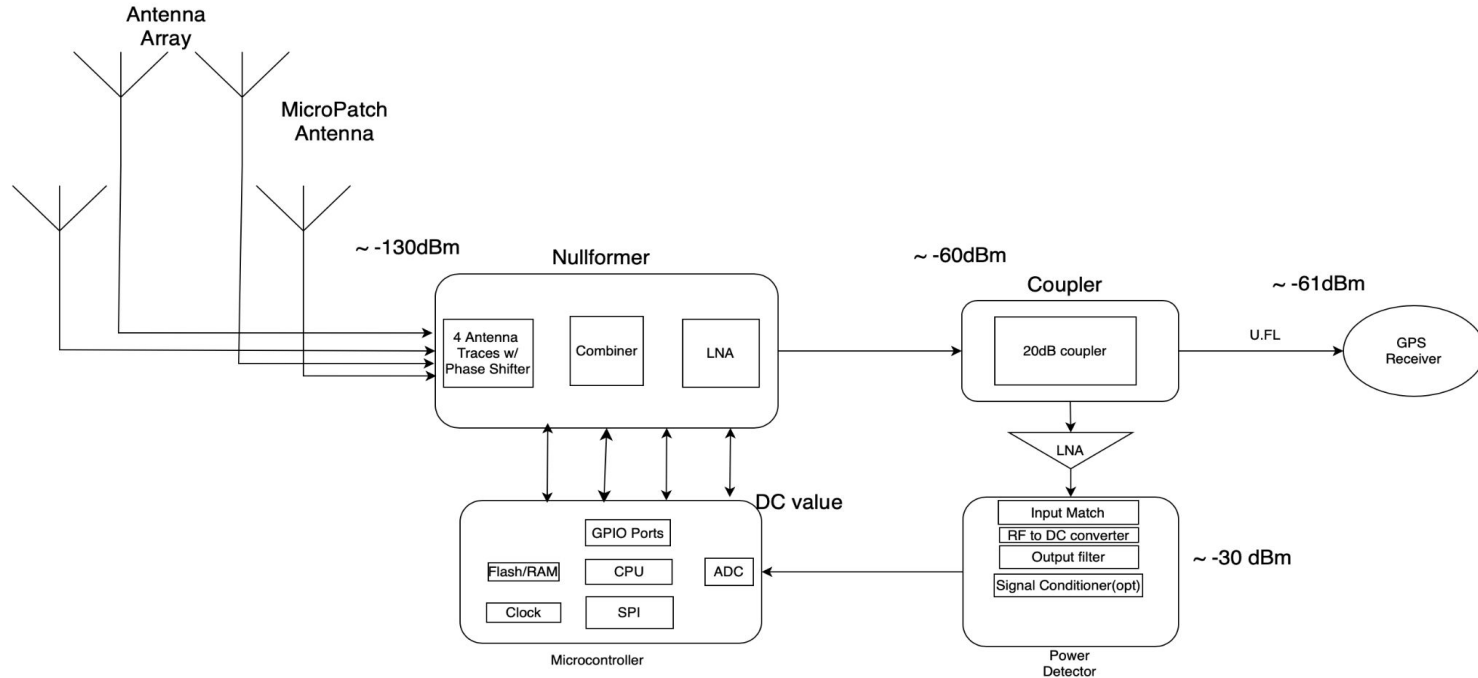 Antenna
Array
MicroPatch
Antenna
~ -130dBm
Nullformer
4 Antenna
Traces w/
Phase Shifter
Combiner
LNA
~ -60dBm
Coupler
20dB coupler
~ -61dBm
U.FL
GPS
Receiver
LNA
DC value
GPIO Ports
Flash/RAM
CPU
ADC
Clock
SPI
Microcontroller
Input Match
RF to DC converter
Output filter
Signal Conditioner(opt)
~ -30 dBm
Power
Detector